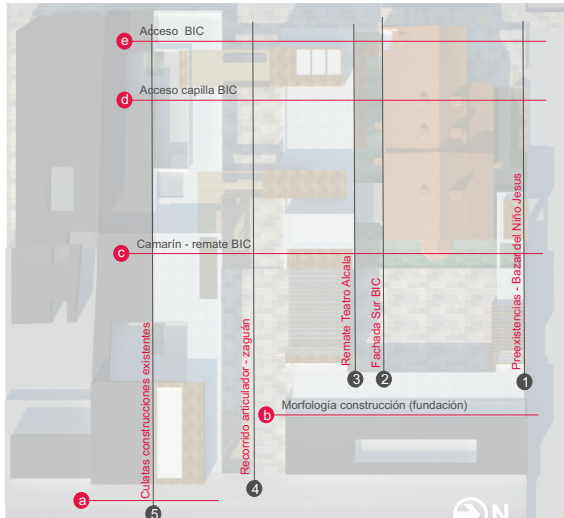 e Acceso BIC
d Acceso capilla BIC
c Camarín - remate BIC
b Morfología construcción (fundación)
a
Culatas construcciones existentes
5
Recorrido articulador - zaguán
4
Remate Teatro Alcala
3
Fachada Sur BIC
2
Preexistencias - Bazar del Niño Jesus
1
N